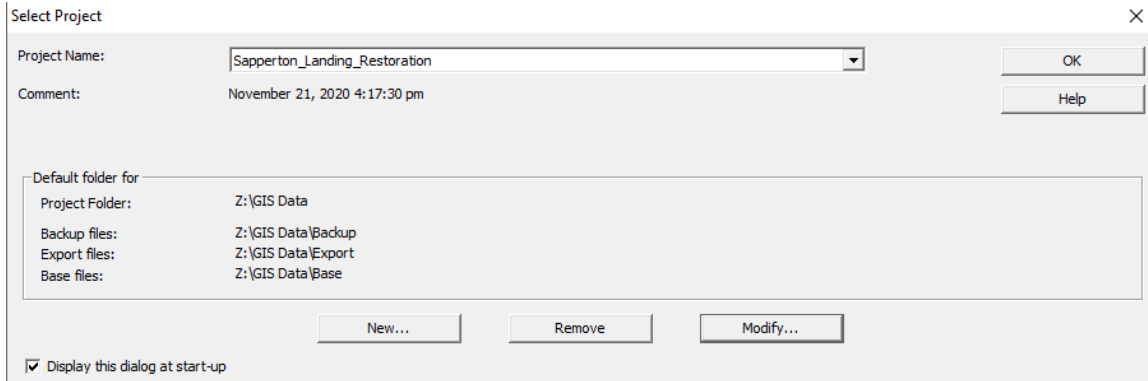 Select Project
Project Name: Sapperton_Landing_Restoration OK
Comment: November 21, 2020 4:17:30 pm Help
Default folder for
Project Folder: Z:\GIS Data
Backup files: Z:\GIS Data\Backup
Export files: Z:\GIS Data\Export
Base files: Z:\GIS Data\Base
New... Remove Modify...
Display this dialog at start-up